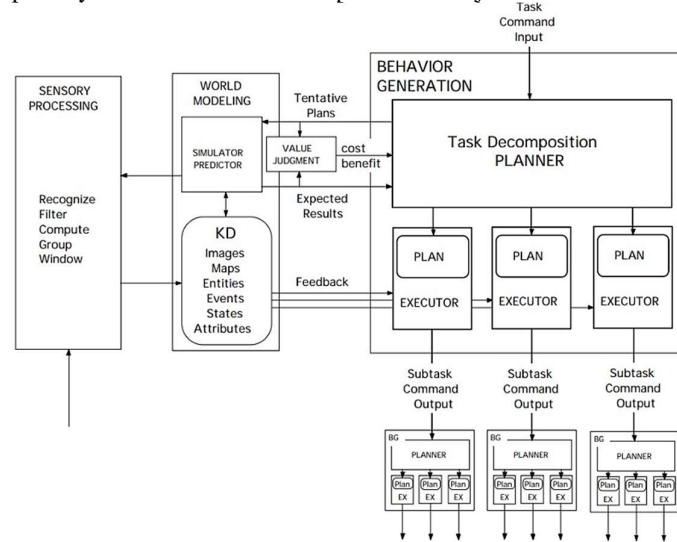 Task
Command
Input
BEHAVIOR
GENERATION
SENSORY
PROCESSING
WORLD
MODELING
Tentative
Plans
SIMULATOR
PREDICTOR
VALUE
JUDGMENT
cost
benefit
Task Decomposition
PLANNER
Expected
Results
Recognize
Filter
Compute
Group
Window
KD
Images
Maps
Entities
Events
States
Attributes
Feedback
PLAN
EXECUTOR
PLAN
EXECUTOR
PLAN
EXECUTOR
Subtask
Command
Output
Subtask
Command
Output
Subtask
Command
Output
BG
PLANNER
Plan
EX
Plan
EX
Plan
EX
BG
PLANNER
Plan
EX
Plan
EX
Plan
EX
BG
PLANNER
Plan
EX
Plan
EX
Plan
EX